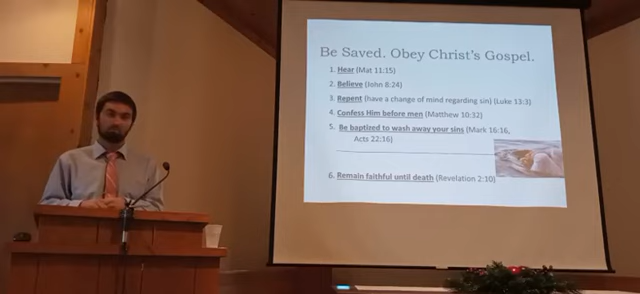 Be Saved. Obey Christ's Gospel.
1. Hear (Mat 11:15)
2. Believe (John 8:24)
3. Repent (have a change of mind regarding sin) (Luke 13:3)
4. Confess Him before men (Matthew 10:32)
5. Be baptized to wash away your sins (Mark 16:16,
Acts 22:16)
6. Remain faithful until death (Revelation 2:10)